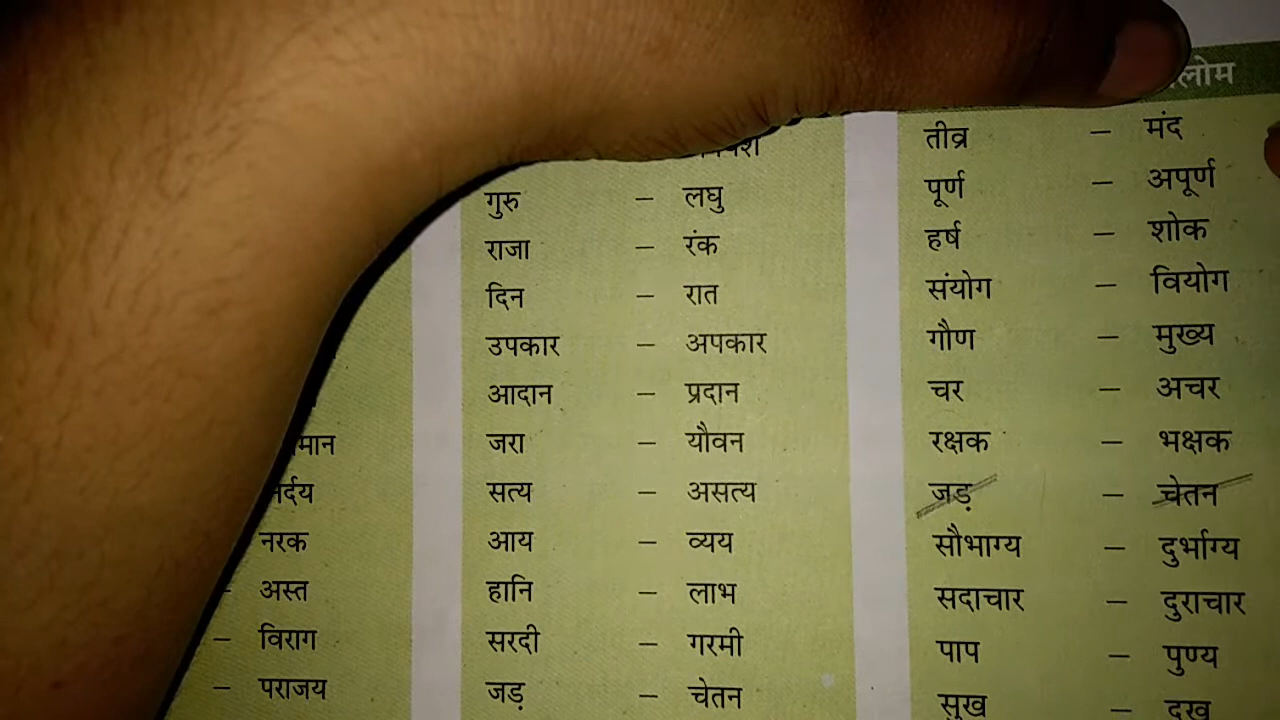 तीव्र – मंद
गुरु – लघु
पूर्ण – अपूर्ण
राजा – रंक
हर्ष – शोक
दिन – रात
संयोग – वियोग
उपकार – अपकार
गौण – मुख्य
आदान – प्रदान
चर – अचर
जरा – यौवन
रक्षक – भक्षक
सत्य – असत्य
जड़ – चेतन
नरक
आय – व्यय
सौभाग्य – दुर्भाग्य
– अस्त
हानि – लाभ
सदाचार – दुराचार
– विराग
सरदी – गरमी
पाप – पुण्य
– पराजय
जड़ – चेतन
सुख – दुख